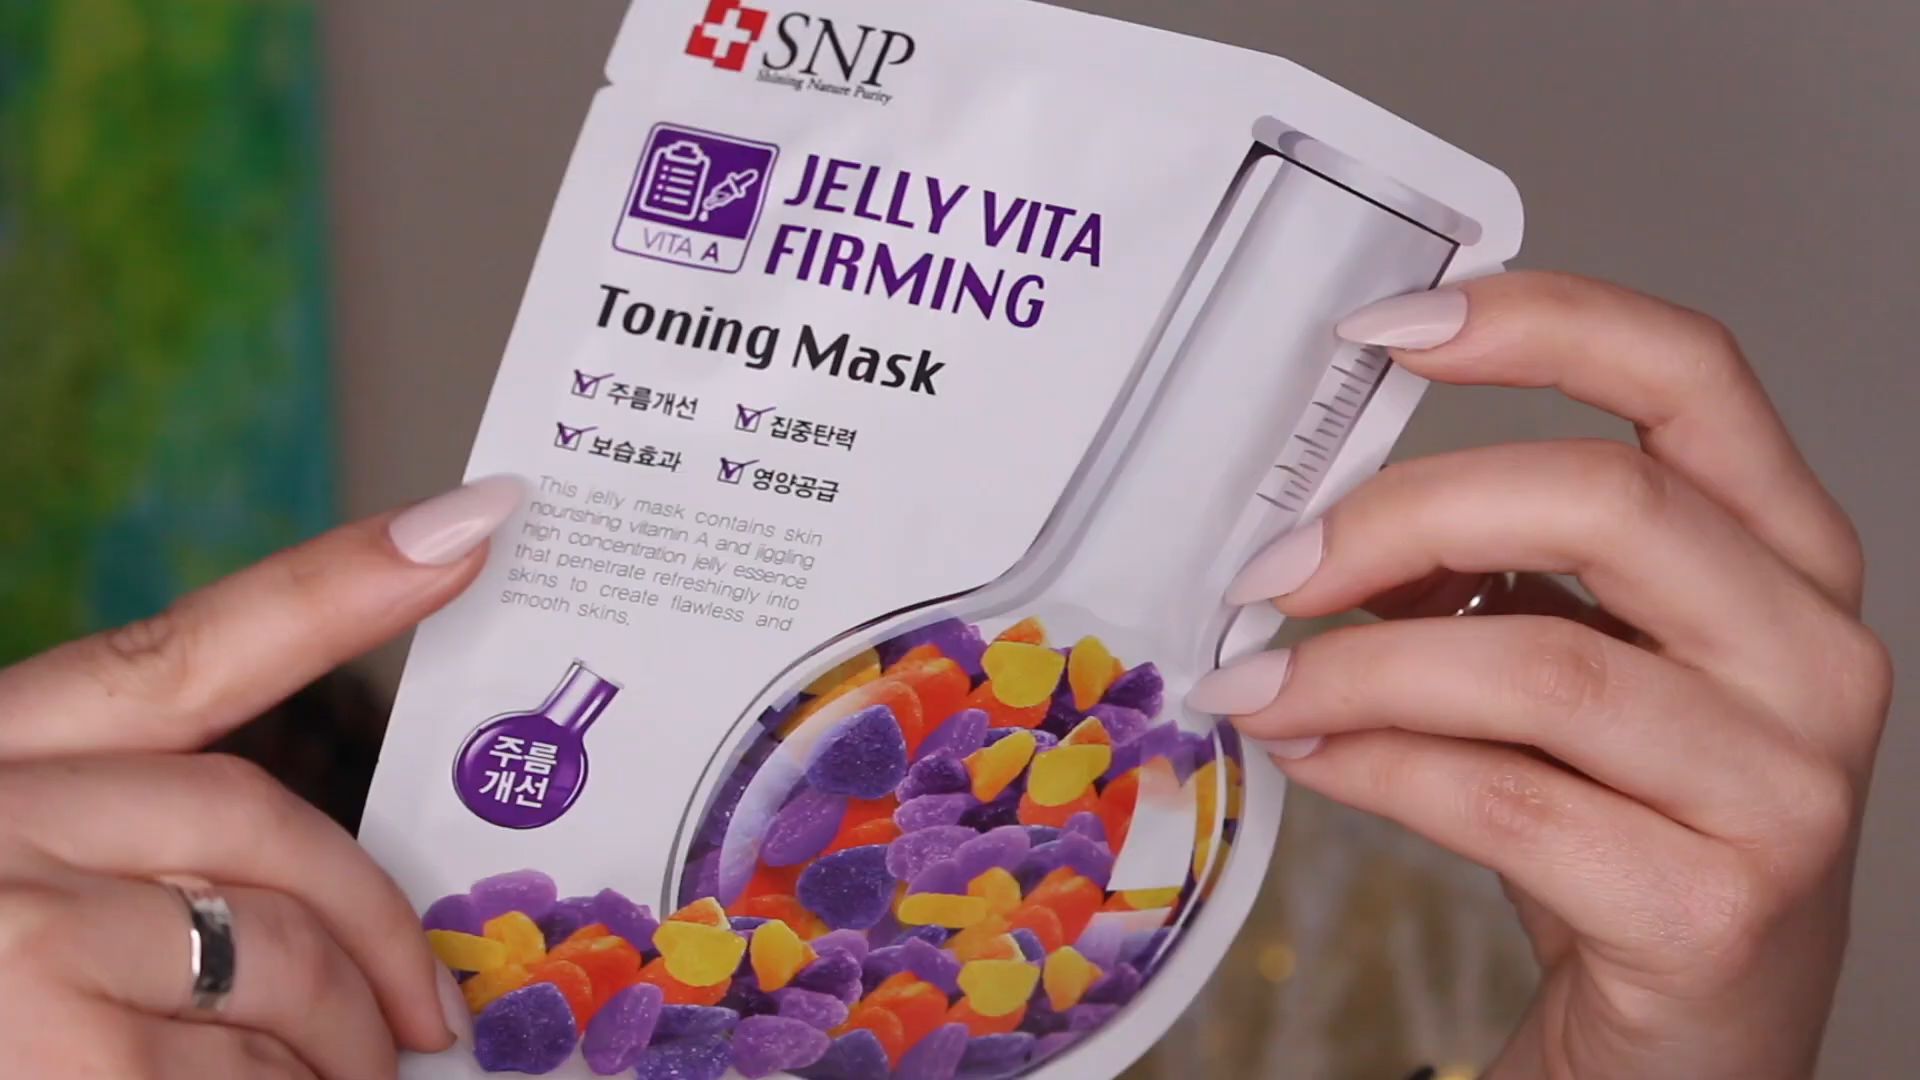 SNP
Shining Nature Purity
JELLY VITA
FIRMING
VITA A
Toning Mask
주름개선
집중탄력
보습효과
영양공급
This jelly mask contains skin
nourishing vitamin A and jiggling
high concentration jelly essence
that penetrate refreshingly into
skins to create flawless and
smooth skins.
주름
개선